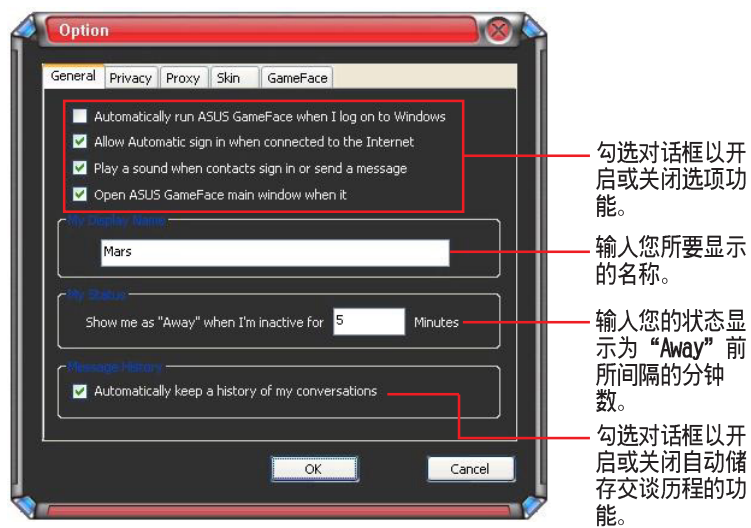 Option
General Privacy Proxy Skin GameFace
Automatically run ASUS GameFace when I log on to Windows
Allow Automatic sign in when connected to the Internet
Play a sound when contacts sign in or send a message
Open ASUS GameFace main window when it
勾选对话框以开
启或关闭选项功
能。
My Display Name
Mars
输入您所要显示
的名称。
My Status
Show me as "Away" when I'm inactive for 5 Minutes
输入您的状态显
示为“Away”前
所间隔的分钟
数。
Message History
Automatically keep a history of my conversations
勾选对话框以开
启或关闭自动储
存交谈历程的功
能。
OK Cancel